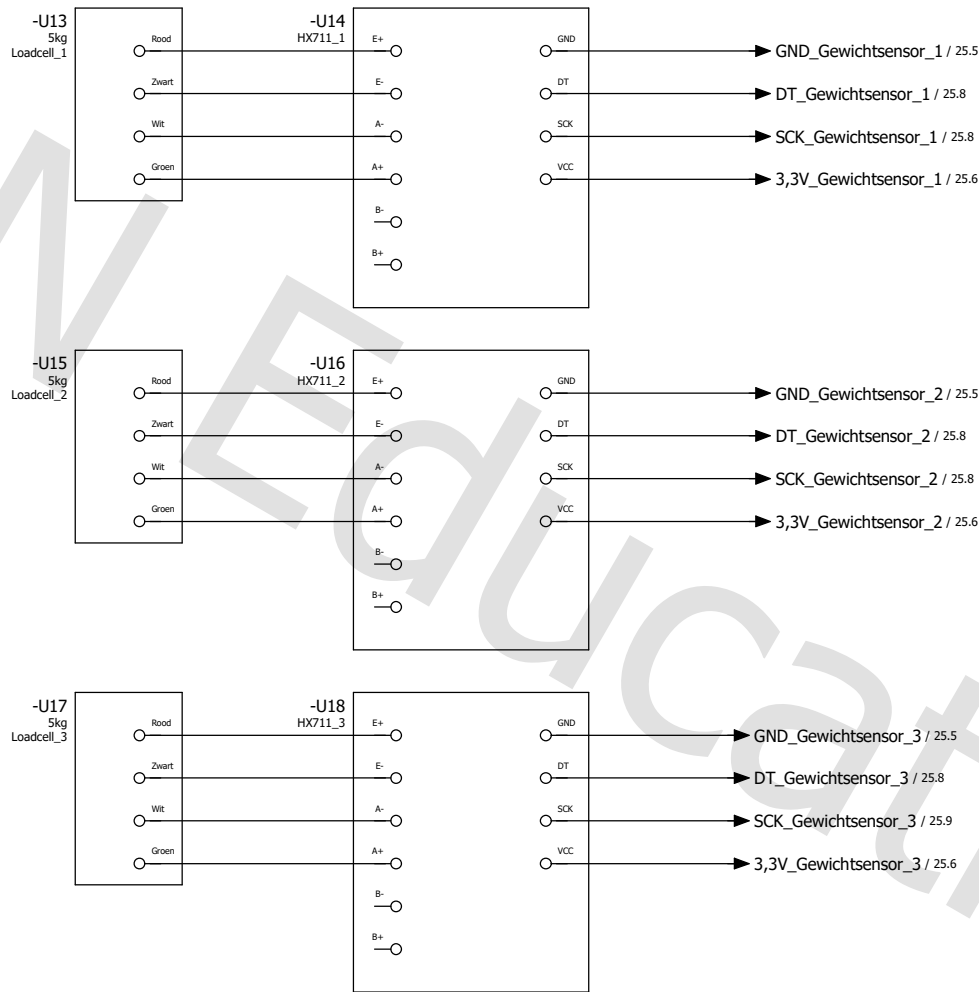 -U13
5kg
Loadcell_1
Rood
Zwart
Wit
Groen
-U14
HX711_1
E+
E-
A-
A+
B-
B+
GND
DT
SCK
VCC
GND_Gewichtsensor_1 / 25.5
DT_Gewichtsensor_1 / 25.8
SCK_Gewichtsensor_1 / 25.8
3,3V_Gewichtsensor_1 / 25.6
-U15
5kg
Loadcell_2
Rood
Zwart
Wit
Groen
-U16
HX711_2
E+
E-
A-
A+
B-
B+
GND
DT
SCK
VCC
GND_Gewichtsensor_2 / 25.5
DT_Gewichtsensor_2 / 25.8
SCK_Gewichtsensor_2 / 25.8
3,3V_Gewichtsensor_2 / 25.6
-U17
5kg
Loadcell_3
Rood
Zwart
Wit
Groen
-U18
HX711_3
E+
E-
A-
A+
B-
B+
GND
DT
SCK
VCC
GND_Gewichtsensor_3 / 25.5
DT_Gewichtsensor_3 / 25.8
SCK_Gewichtsensor_3 / 25.9
3,3V_Gewichtsensor_3 / 25.6
N Educati